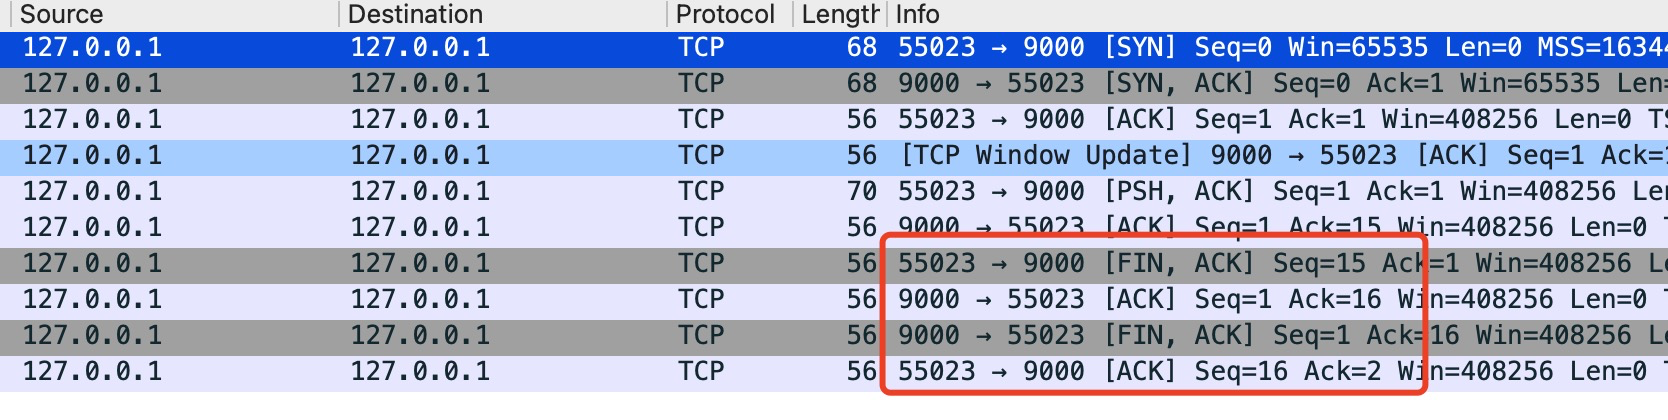 Source Destination Protocol Length Info
127.0.0.1 127.0.0.1 TCP 68 55023 → 9000 [SYN] Seq=0 Win=65535 Len=0 MSS=16344
127.0.0.1 127.0.0.1 TCP 68 9000 → 55023 [SYN, ACK] Seq=0 Ack=1 Win=65535 Len=
127.0.0.1 127.0.0.1 TCP 56 55023 → 9000 [ACK] Seq=1 Ack=1 Win=408256 Len=0 TS
127.0.0.1 127.0.0.1 TCP 56 [TCP Window Update] 9000 → 55023 [ACK] Seq=1 Ack=1
127.0.0.1 127.0.0.1 TCP 70 55023 → 9000 [PSH, ACK] Seq=1 Ack=1 Win=408256 Len
127.0.0.1 127.0.0.1 TCP 56 9000 → 55023 [ACK] Seq=1 Ack=15 Win=408256 Len=0 T
127.0.0.1 127.0.0.1 TCP 56 55023 → 9000 [FIN, ACK] Seq=15 Ack=1 Win=408256 Le
127.0.0.1 127.0.0.1 TCP 56 9000 → 55023 [ACK] Seq=1 Ack=16 Win=408256 Len=0 T
127.0.0.1 127.0.0.1 TCP 56 9000 → 55023 [FIN, ACK] Seq=1 Ack=16 Win=408256 Le
127.0.0.1 127.0.0.1 TCP 56 55023 → 9000 [ACK] Seq=16 Ack=2 Win=408256 Len=0 T